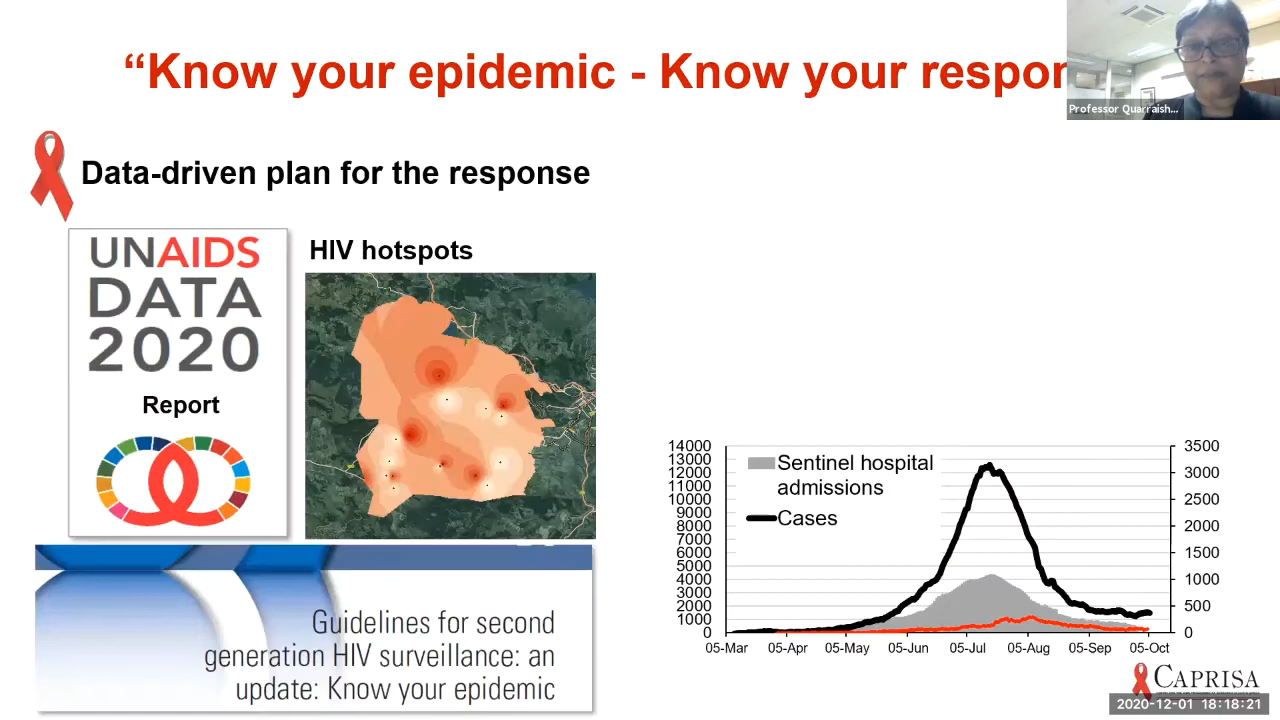 “Know your epidemic - Know your respon
Professor Quarraish...
Data-driven plan for the response
UNAIDS
DATA
2020
Report
HIV hotspots
Guidelines for second
generation HIV surveillance: an
update: Know your epidemic
14000
13000
12000
11000
10000
9000
8000
7000
6000
5000
4000
3000
2000
1000
0
Sentinel hospital
admissions
Cases
3500
3000
2500
2000
1500
1000
500
0
05-Mar 05-Apr 05-May 05-Jun 05-Jul 05-Aug 05-Sep 05-Oct
CAPRISA
2020-12-01 18:18:21